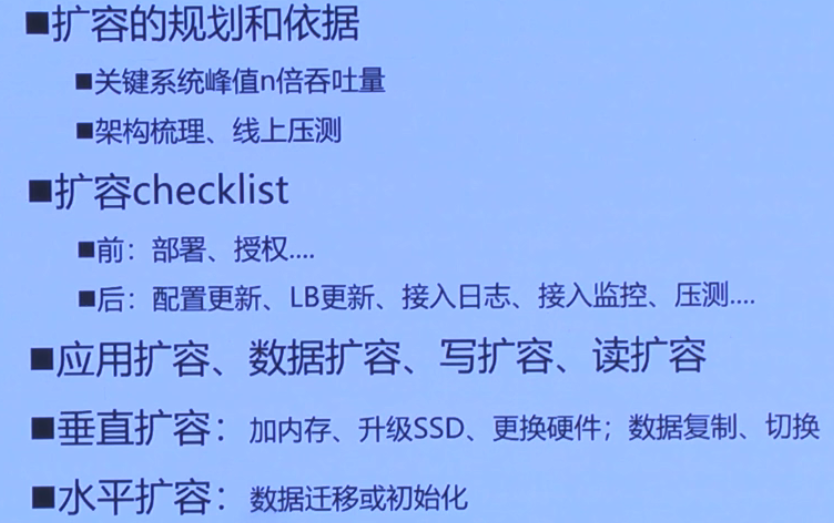 ■扩容的规划和依据
■关键系统峰值n倍吞吐量
■架构梳理、线上压测
■扩容checklist
■前：部署、授权....
■后：配置更新、LB更新、接入日志、接入监控、压测....
■应用扩容、数据扩容、写扩容、读扩容
■垂直扩容：加内存、升级SSD、更换硬件；数据复制、切换
■水平扩容：数据迁移或初始化